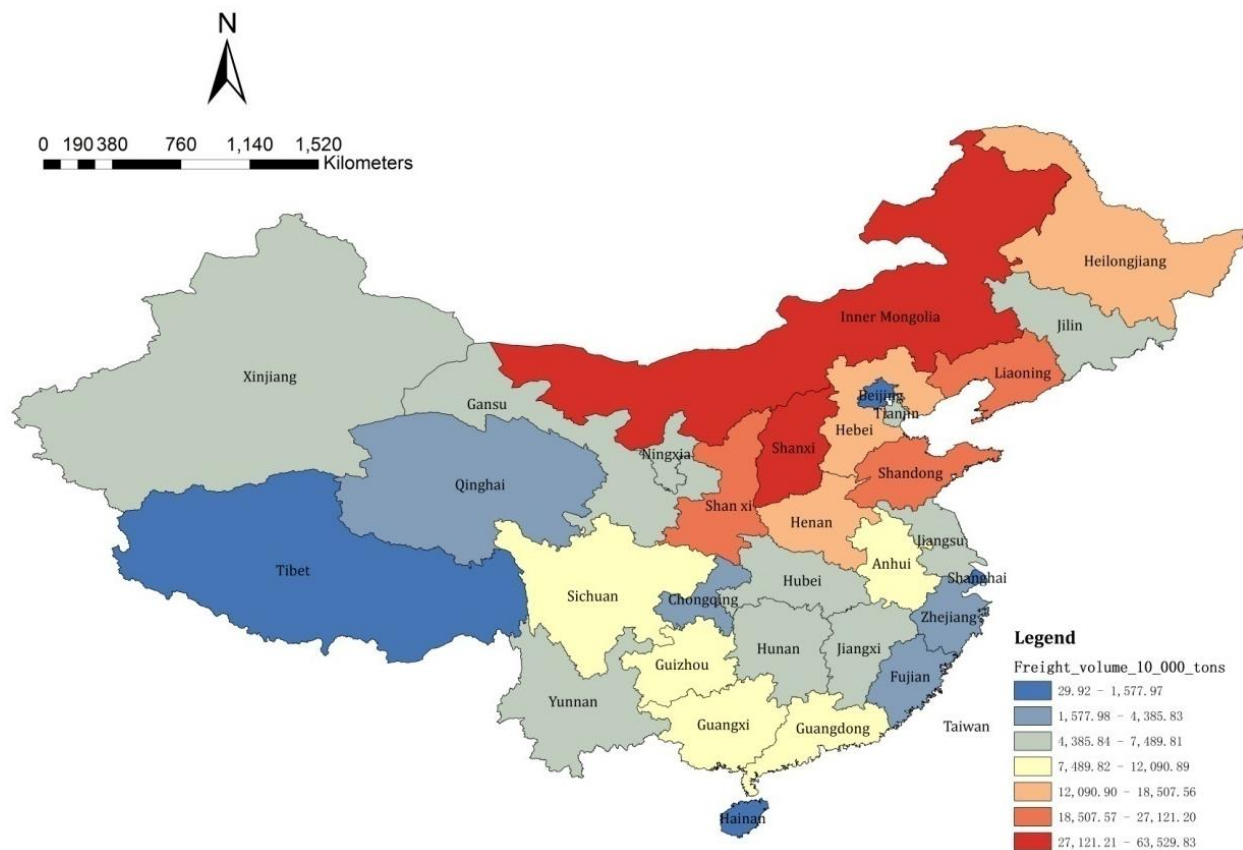 N
0 190 380 760 1,140 1,520
Kilometers
Heilongjiang
Inner Mongolia
Jilin
Xinjiang
Liaoning
Gansu
Beijing
Tianjin
Hebei
Ningxia
Shanxi
Shandong
Qinghai
Shan xi
Henan
Jiangsu
Anhui
Tibet
Hubei
Shanghai
Sichuan
Chongqing
Zhejiang
Hunan
Jiangxi
Guizhou
Fujian
Yunnan
Guangxi
Guangdong
Taiwan
Hainan
Legend
Freight_volume_10_000_tons
29.92 - 1,577.97
1,577.98 - 4,385.83
4,385.84 - 7,489.81
7,489.82 - 12,090.89
12,090.90 - 18,507.56
18,507.57 - 27,121.20
27,121.21 - 63,529.83